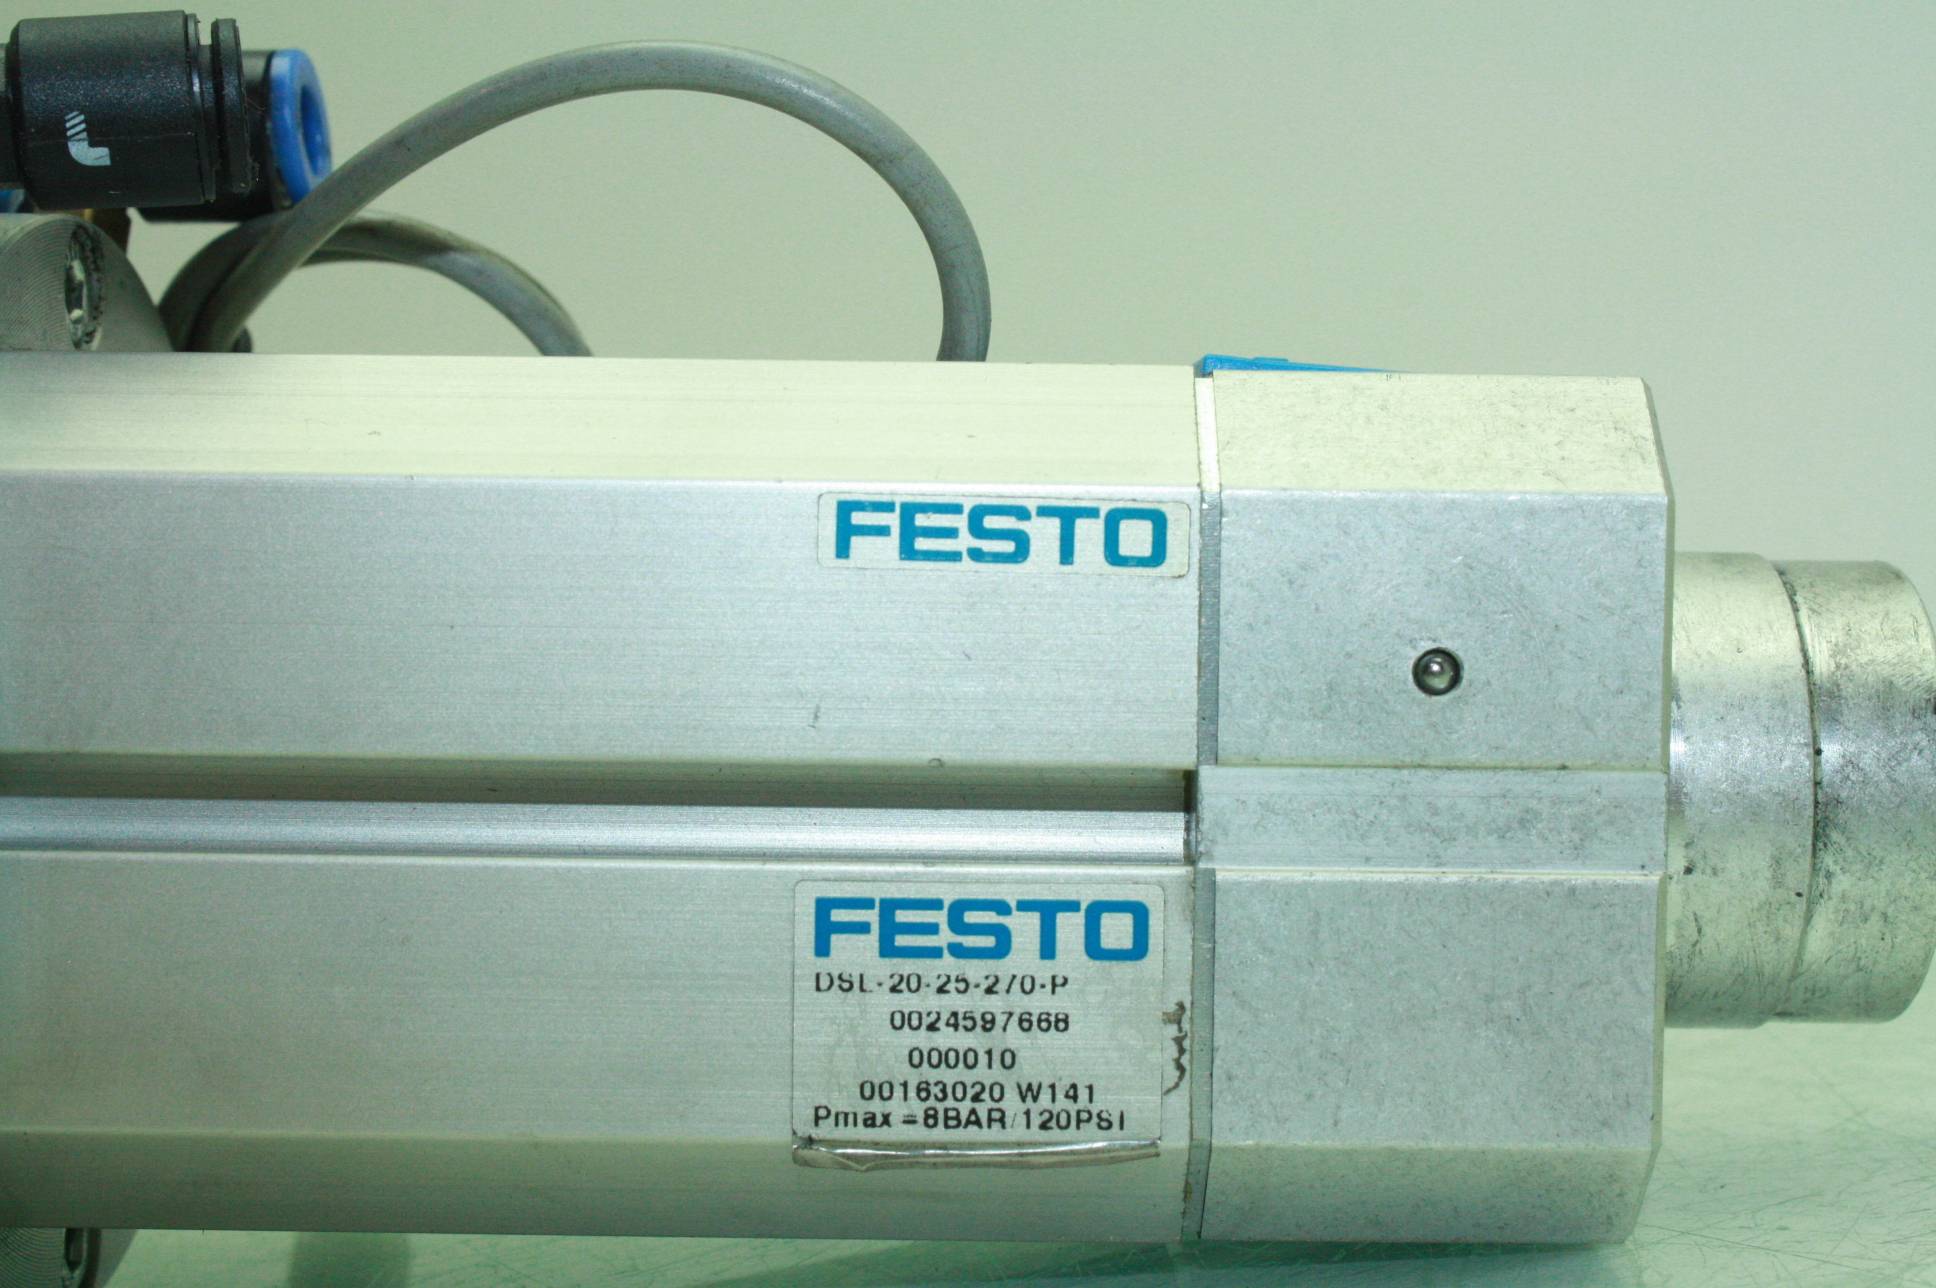 FESTO
FESTO
DSL-20-25-270-P
0024597668
000010
00163020 W141
Pmax =8BAR/120PSI